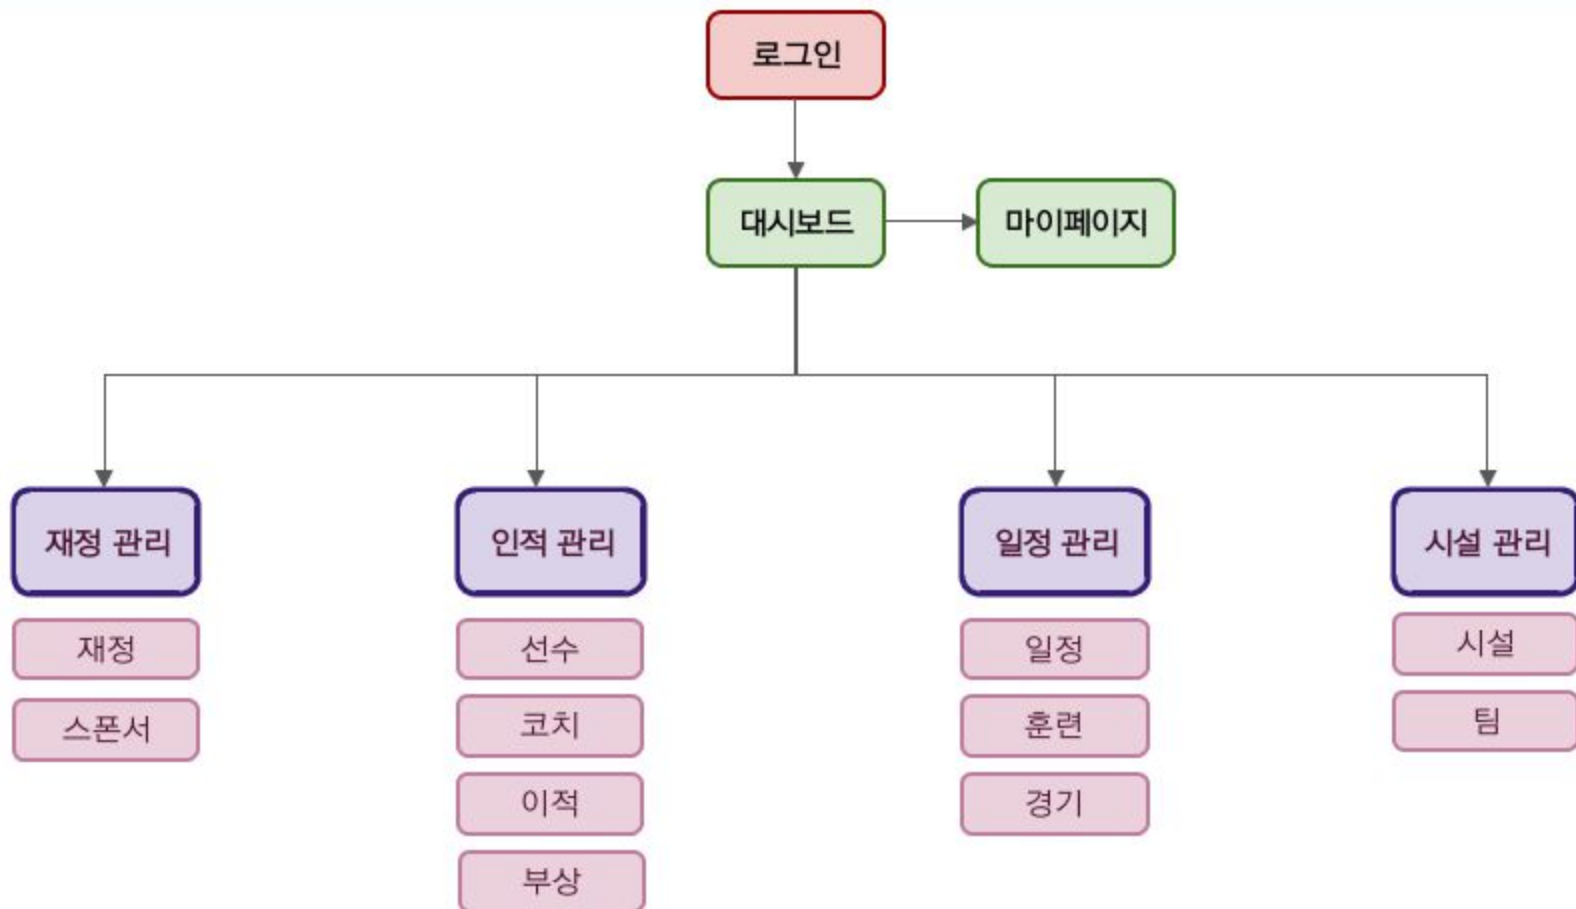 로그인
대시보드
마이페이지
재정 관리
인적 관리
일정 관리
시설 관리
재정
스폰서
선수
코치
이적
부상
일정
훈련
경기
시설
팀